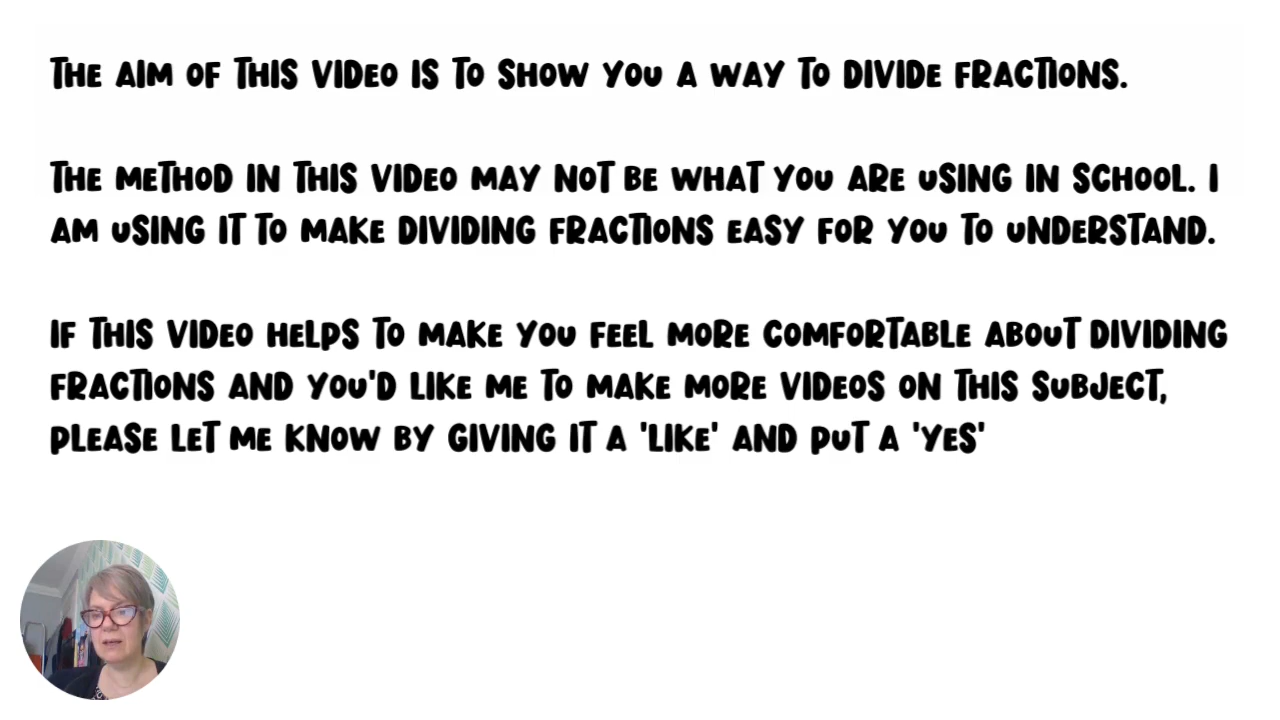 THE AIM OF THIS VIDEO IS TO SHOW YOU A WAY TO DIVIDE FRACTIONS.
THE METHOD IN THIS VIDEO MAY NOT BE WHAT YOU ARE USING IN SCHOOL. I
AM USING IT TO MAKE DIVIDING FRACTIONS EASY FOR YOU TO UNDERSTAND.
IF THIS VIDEO HELPS TO MAKE YOU FEEL MORE COMFORTABLE ABOUT DIVIDING
FRACTIONS AND YOU'D LIKE ME TO MAKE MORE VIDEOS ON THIS SUBJECT,
PLEASE LET ME KNOW BY GIVING IT A 'LIKE' AND PUT A 'YES'